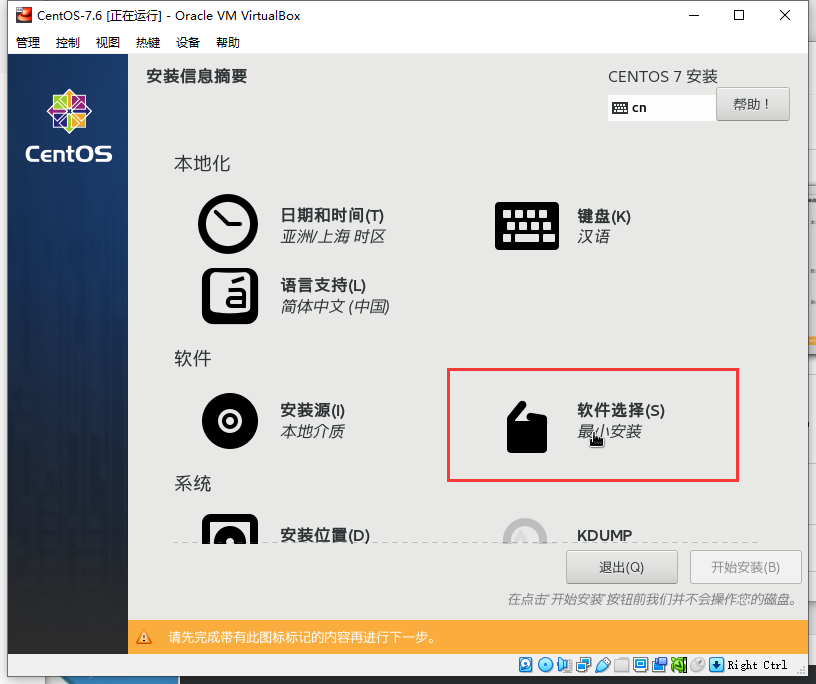 CentOS-7.6 [正在运行] - Oracle VM VirtualBox
管理 控制 视图 热键 设备 帮助
安装信息摘要
CENTOS 7 安装
cn
帮助！
CentOS
本地化
日期和时间(T)
亚洲/上海 时区
键盘(K)
汉语
语言支持(L)
简体中文 (中国)
软件
安装源(I)
本地介质
软件选择(S)
最小安装
系统
安装位置(D)
KDUMP
退出(Q)
开始安装(B)
在点击'开始安装'按钮前我们并不会操作您的磁盘。
请先完成带有此图标标记的内容再进行下一步。
Right Ctrl